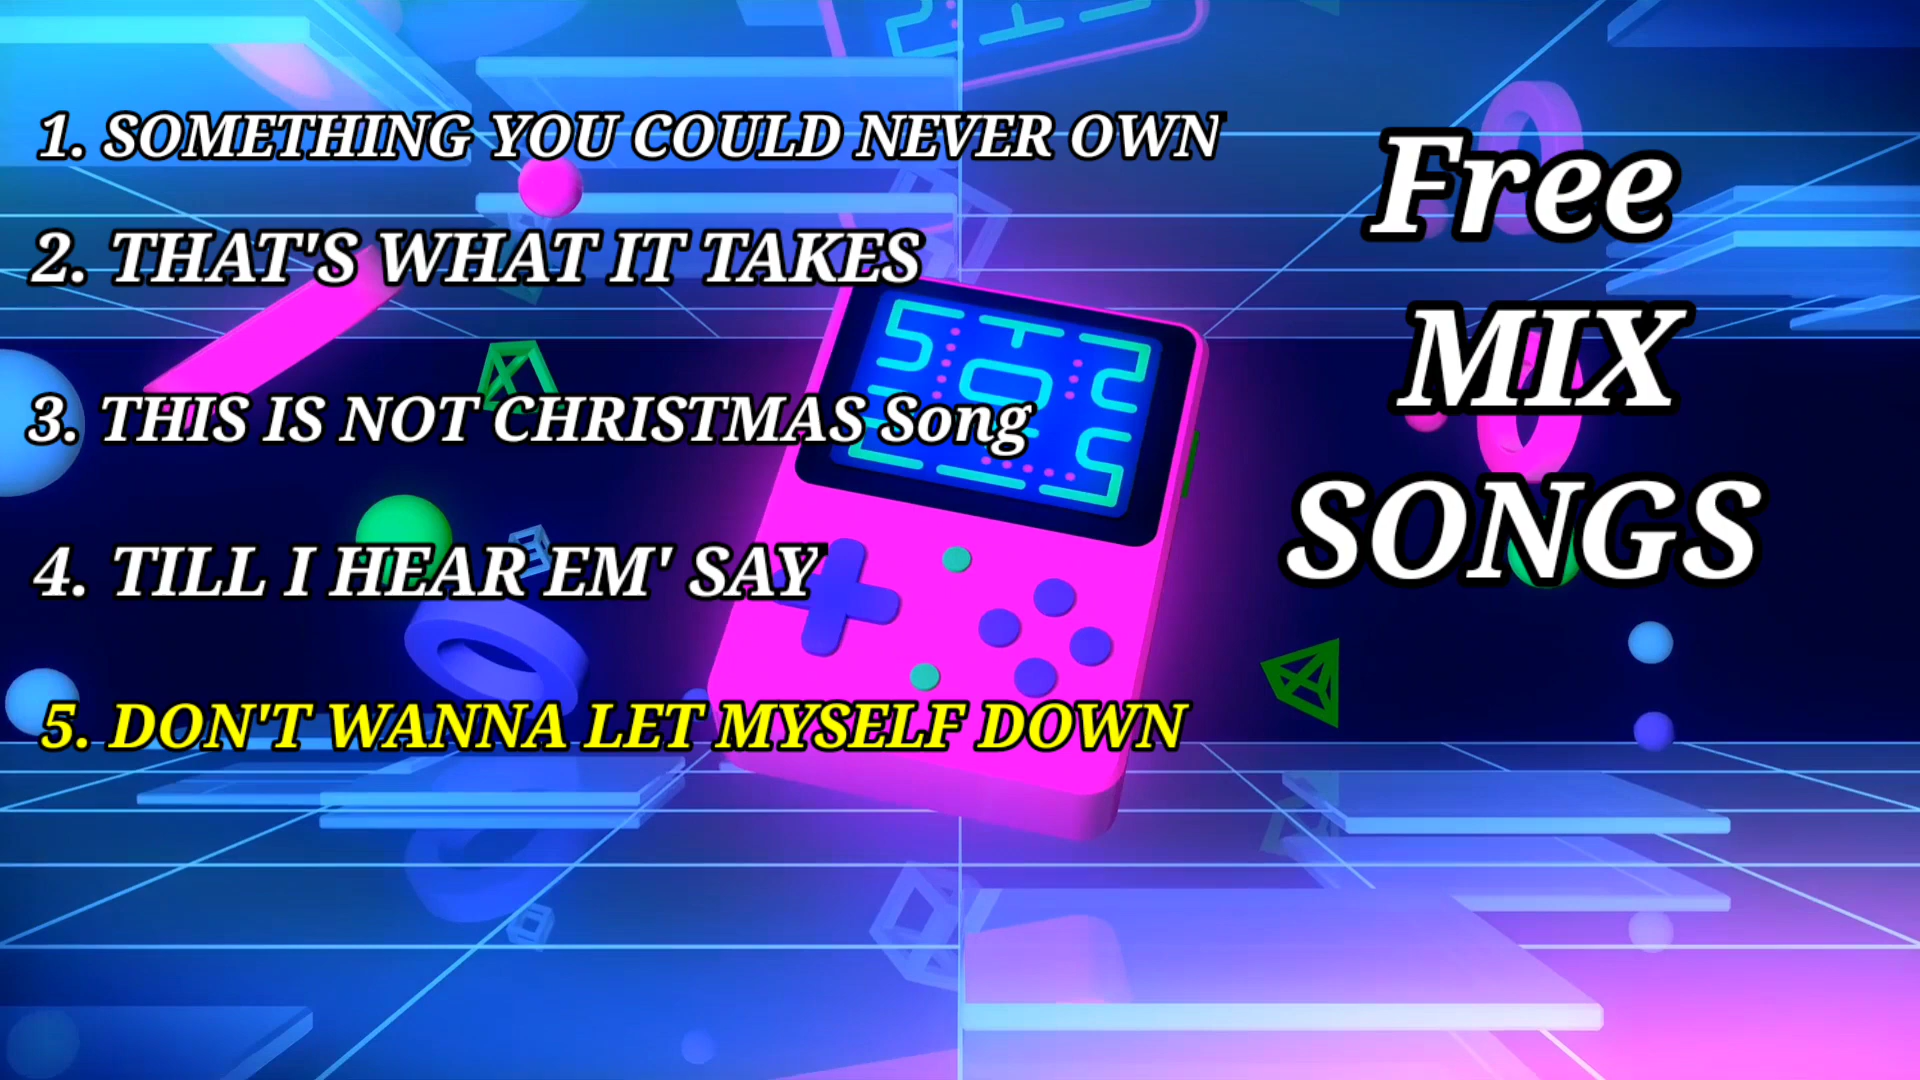 1. SOMETHING YOU COULD NEVER OWN
2. THAT'S WHAT IT TAKES
3. THIS IS NOT CHRISTMAS Song
4. TILL I HEAR EM' SAY
5. DON'T WANNA LET MYSELF DOWN
Free
MIX
SONGS